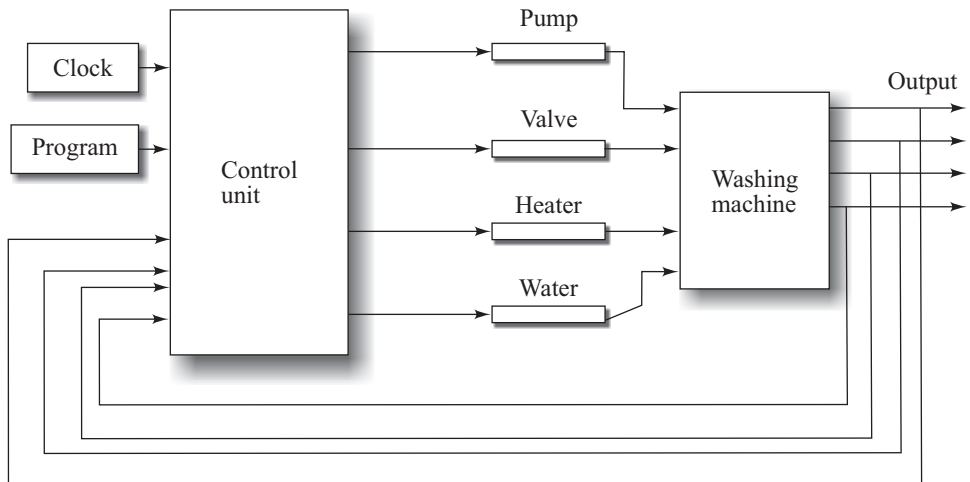 Pump
Clock
Output
Valve
Program
Control
unit
Washing
machine
Heater
Water